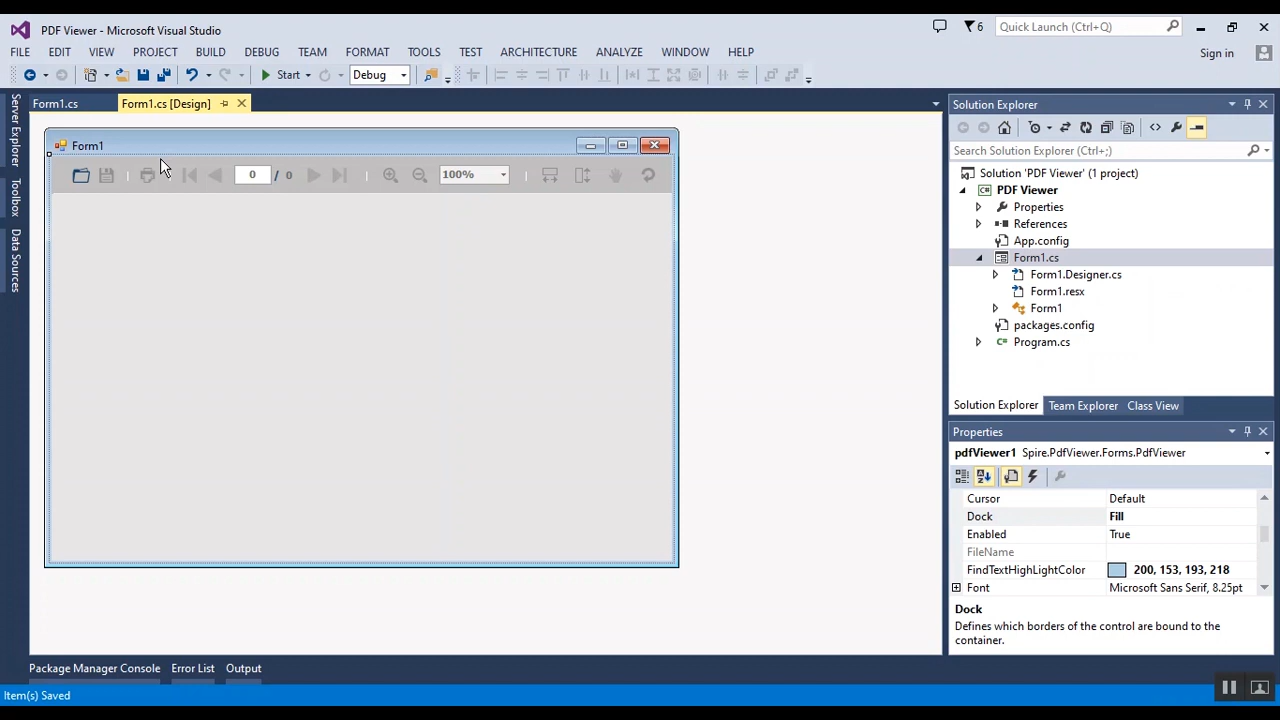 PDF Viewer - Microsoft Visual Studio
6
Quick Launch (Ctrl+Q)
FILE EDIT VIEW PROJECT BUILD DEBUG TEAM FORMAT TOOLS TEST ARCHITECTURE ANALYZE WINDOW HELP
Sign in
Start Debug
Server Explorer
Toolbox
Data Sources
Form1.cs
Form1.cs [Design]
Form1
0 / 0
100%
Solution Explorer
Search Solution Explorer (Ctrl+;)
Solution 'PDF Viewer' (1 project)
PDF Viewer
Properties
References
App.config
Form1.cs
Form1.Designer.cs
Form1.resx
Form1
packages.config
Program.cs
Solution Explorer Team Explorer Class View
Properties
pdfViewer1 Spire.PdfViewer.Forms.PdfViewer
Cursor Default
Dock Fill
Enabled True
FileName
FindTextHighLightColor 200, 153, 193, 218
Font Microsoft Sans Serif, 8.25pt
Dock
Defines which borders of the control are bound to the
container.
Package Manager Console Error List Output
Item(s) Saved